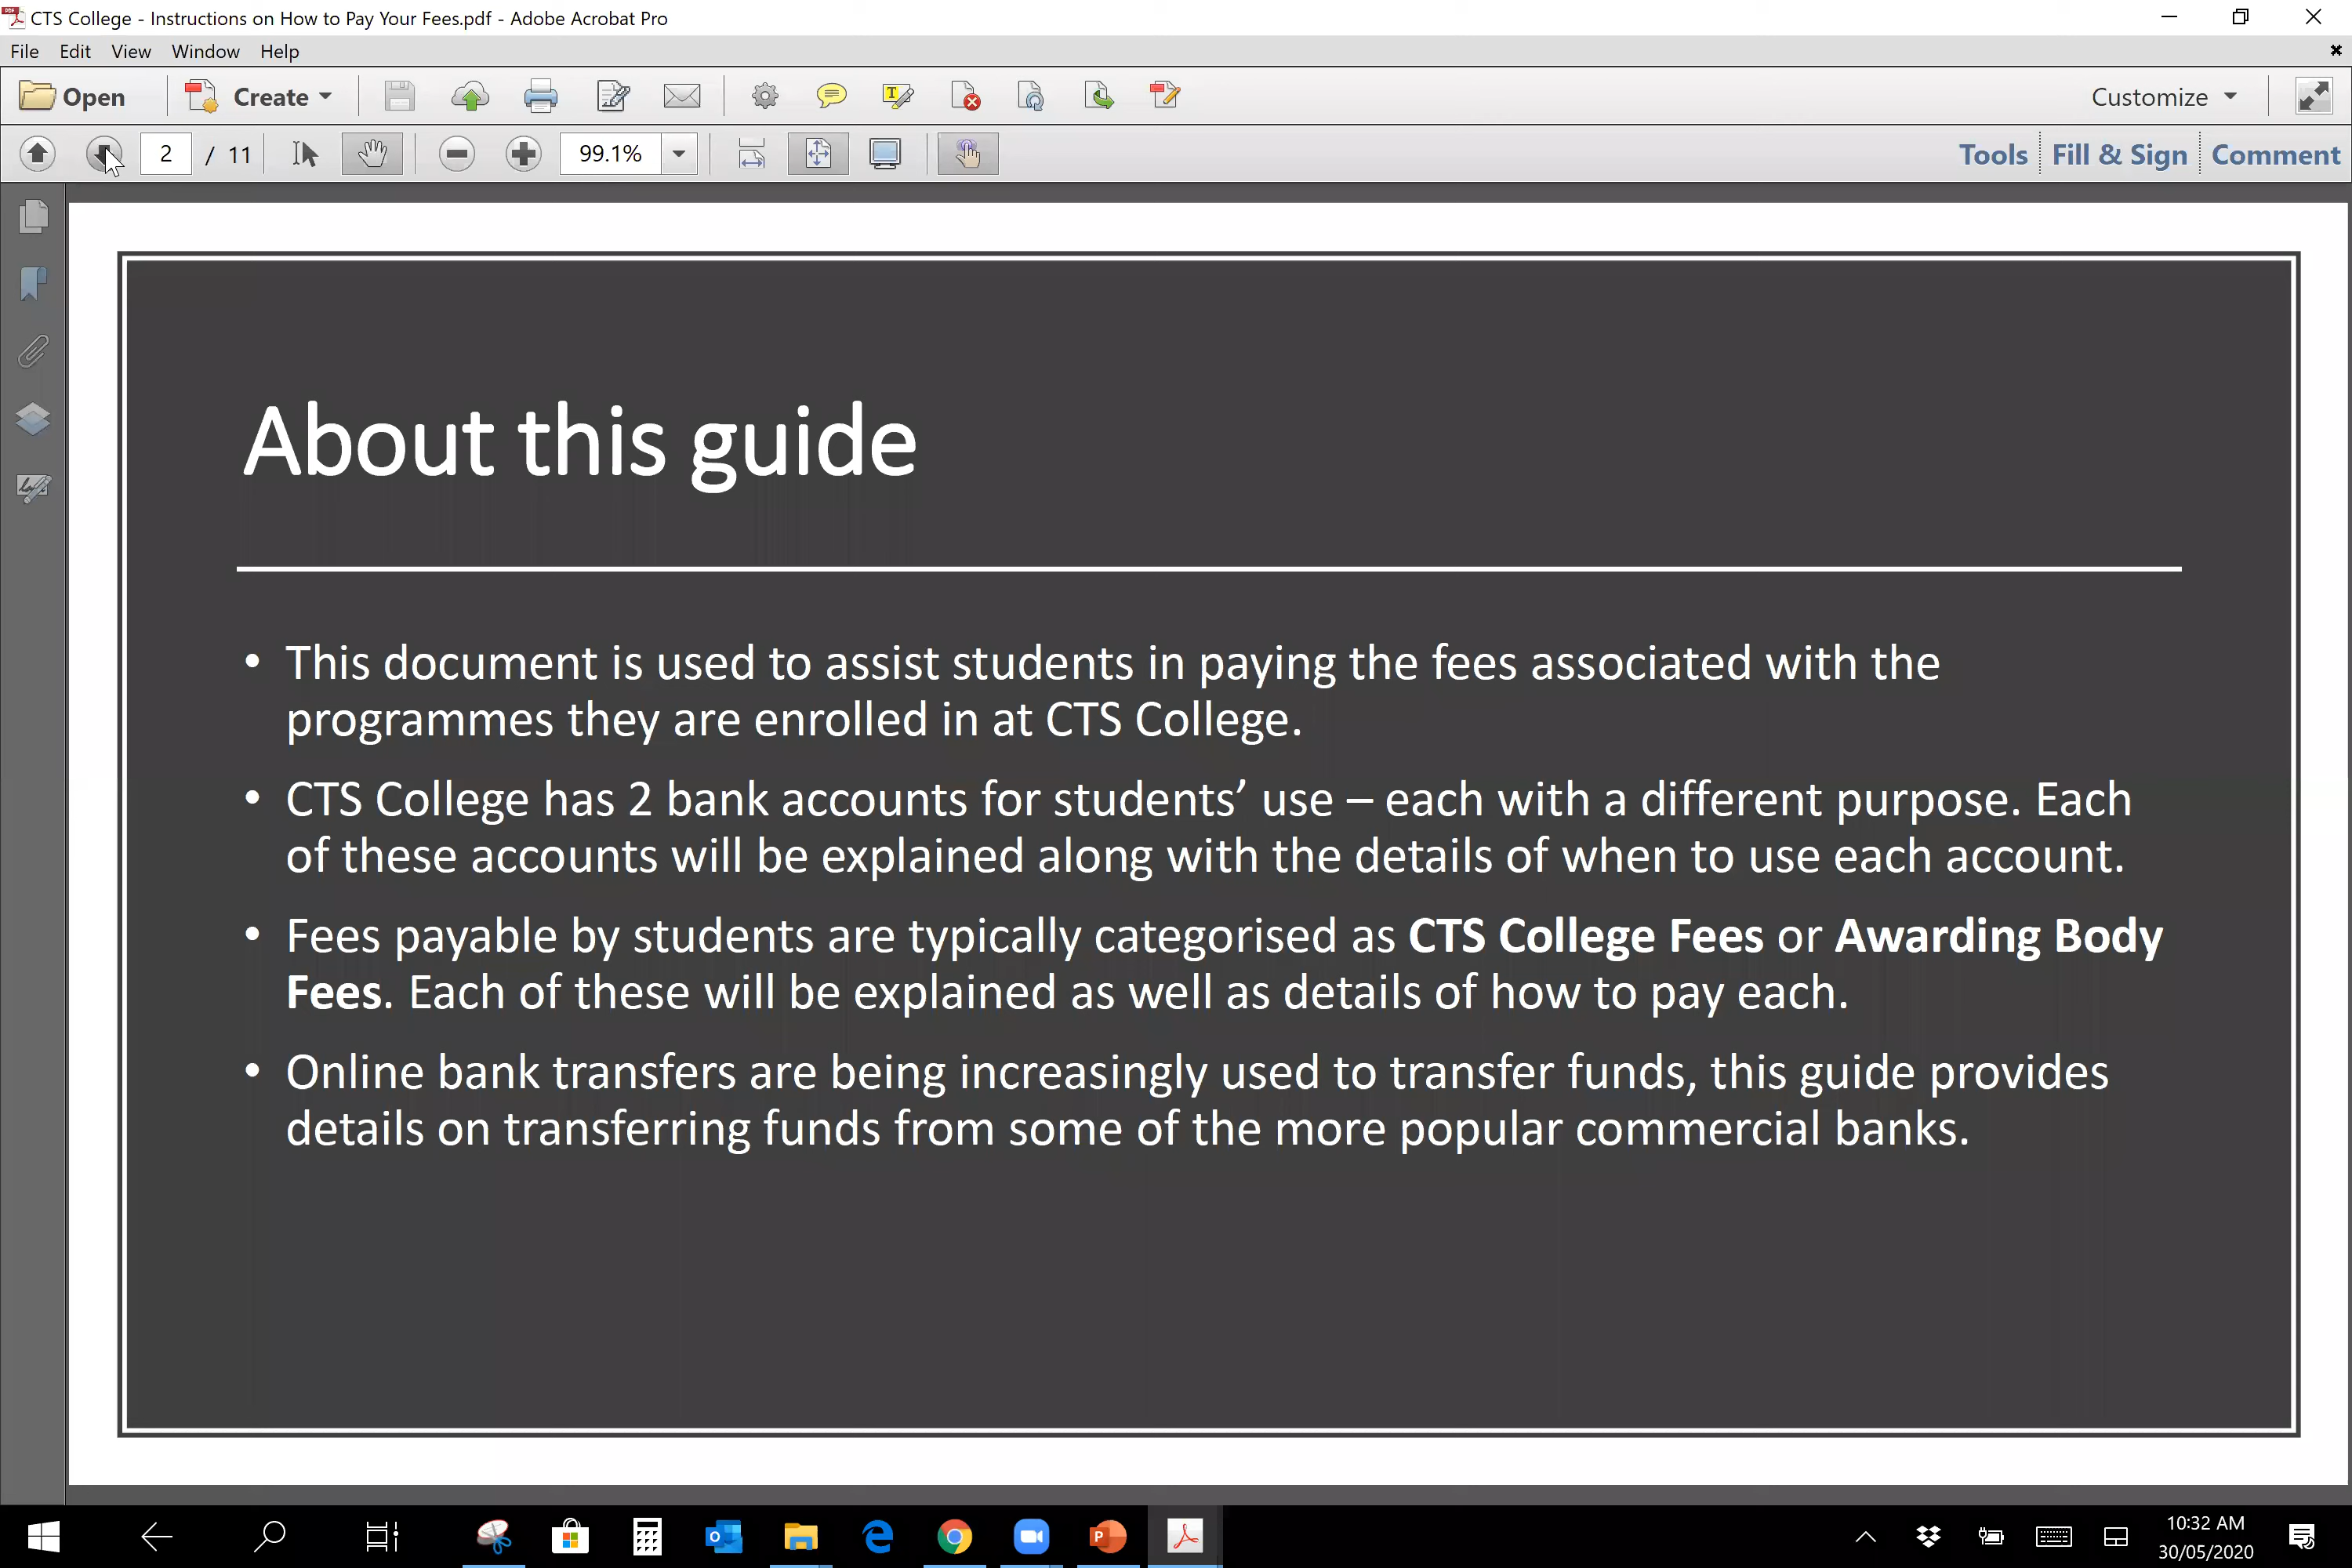 CTS College - Instructions on How to Pay Your Fees.pdf - Adobe Acrobat Pro
File Edit View Window Help
Open Create Customize
2 / 11 99.1% Tools Fill & Sign Comment
About this guide
• This document is used to assist students in paying the fees associated with the
programmes they are enrolled in at CTS College.
• CTS College has 2 bank accounts for students’ use – each with a different purpose. Each
of these accounts will be explained along with the details of when to use each account.
• Fees payable by students are typically categorised as CTS College Fees or Awarding Body
Fees. Each of these will be explained as well as details of how to pay each.
• Online bank transfers are being increasingly used to transfer funds, this guide provides
details on transferring funds from some of the more popular commercial banks.
10:32 AM
30/05/2020